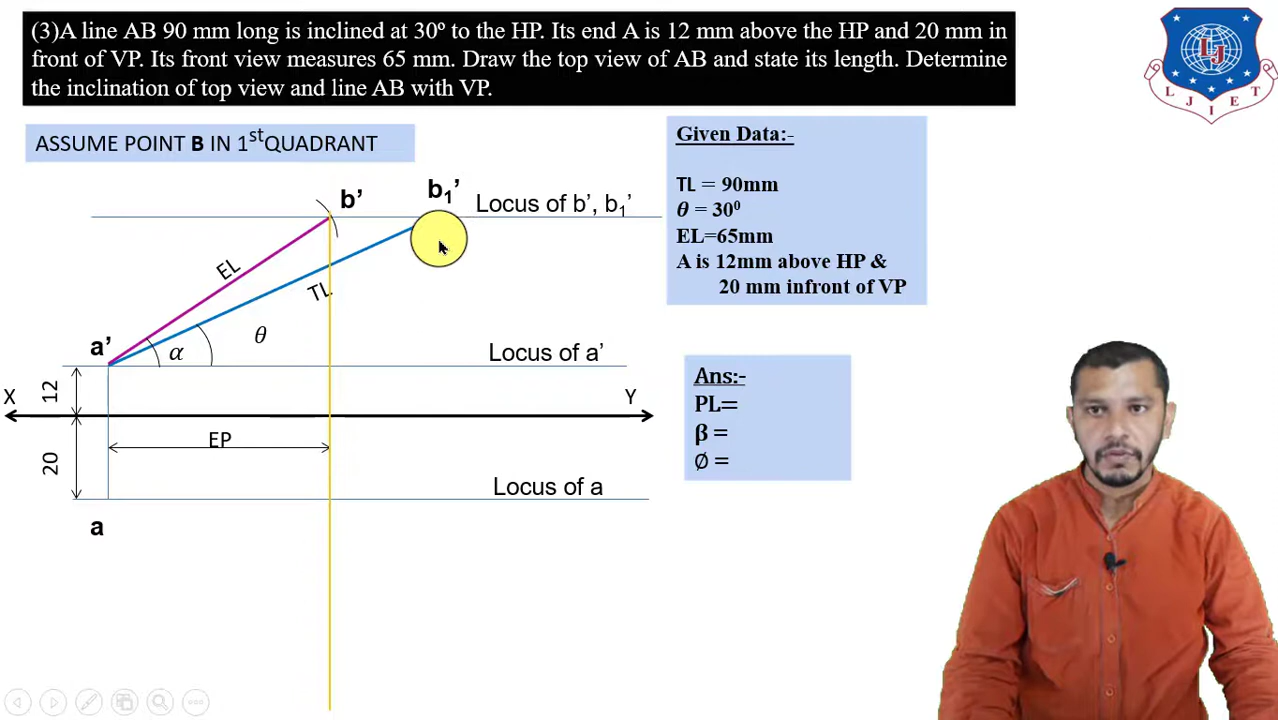 (3)A line AB 90 mm long is inclined at 30º to the HP. Its end A is 12 mm above the HP and 20 mm in
front of VP. Its front view measures 65 mm. Draw the top view of AB and state its length. Determine
the inclination of top view and line AB with VP.
L J I E T
LJ
ASSUME POINT B IN 1st QUADRANT
Given Data:-
TL = 90mm
θ = 30⁰
EL=65mm
A is 12mm above HP &
20 mm infront of VP
b’
b₁’
Locus of b’, b₁’
EL
TL
a’
α
θ
Locus of a’
12
X
Y
EP
20
Locus of a
a
Ans:-
PL=
β =
Ø =